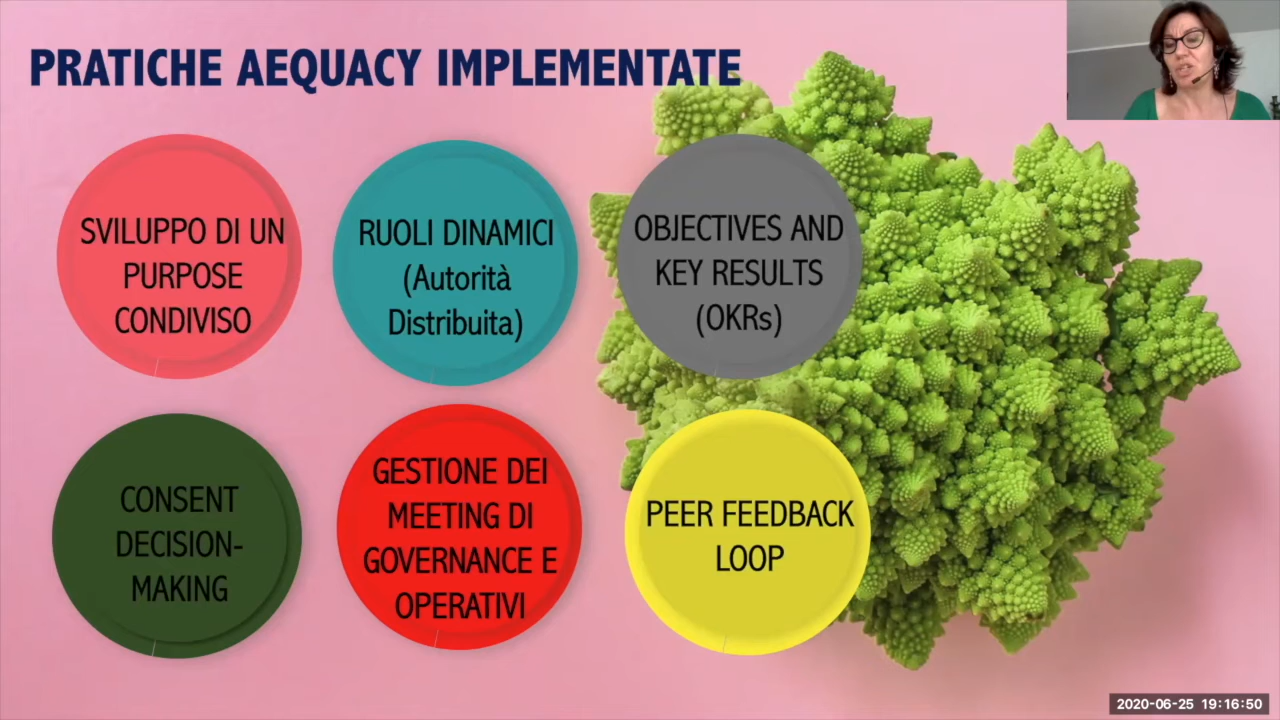 PRATICHE AEQUACY IMPLEMENTATE
SVILUPPO DI UN
PURPOSE
CONDIVISO
RUOLI DINAMICI
(Autorità
Distribuita)
OBJECTIVES AND
KEY RESULTS
(OKRs)
CONSENT
DECISION-
MAKING
GESTIONE DEI
MEETING DI
GOVERNANCE E
OPERATIVI
PEER FEEDBACK
LOOP
2020-06-25 19:16:50